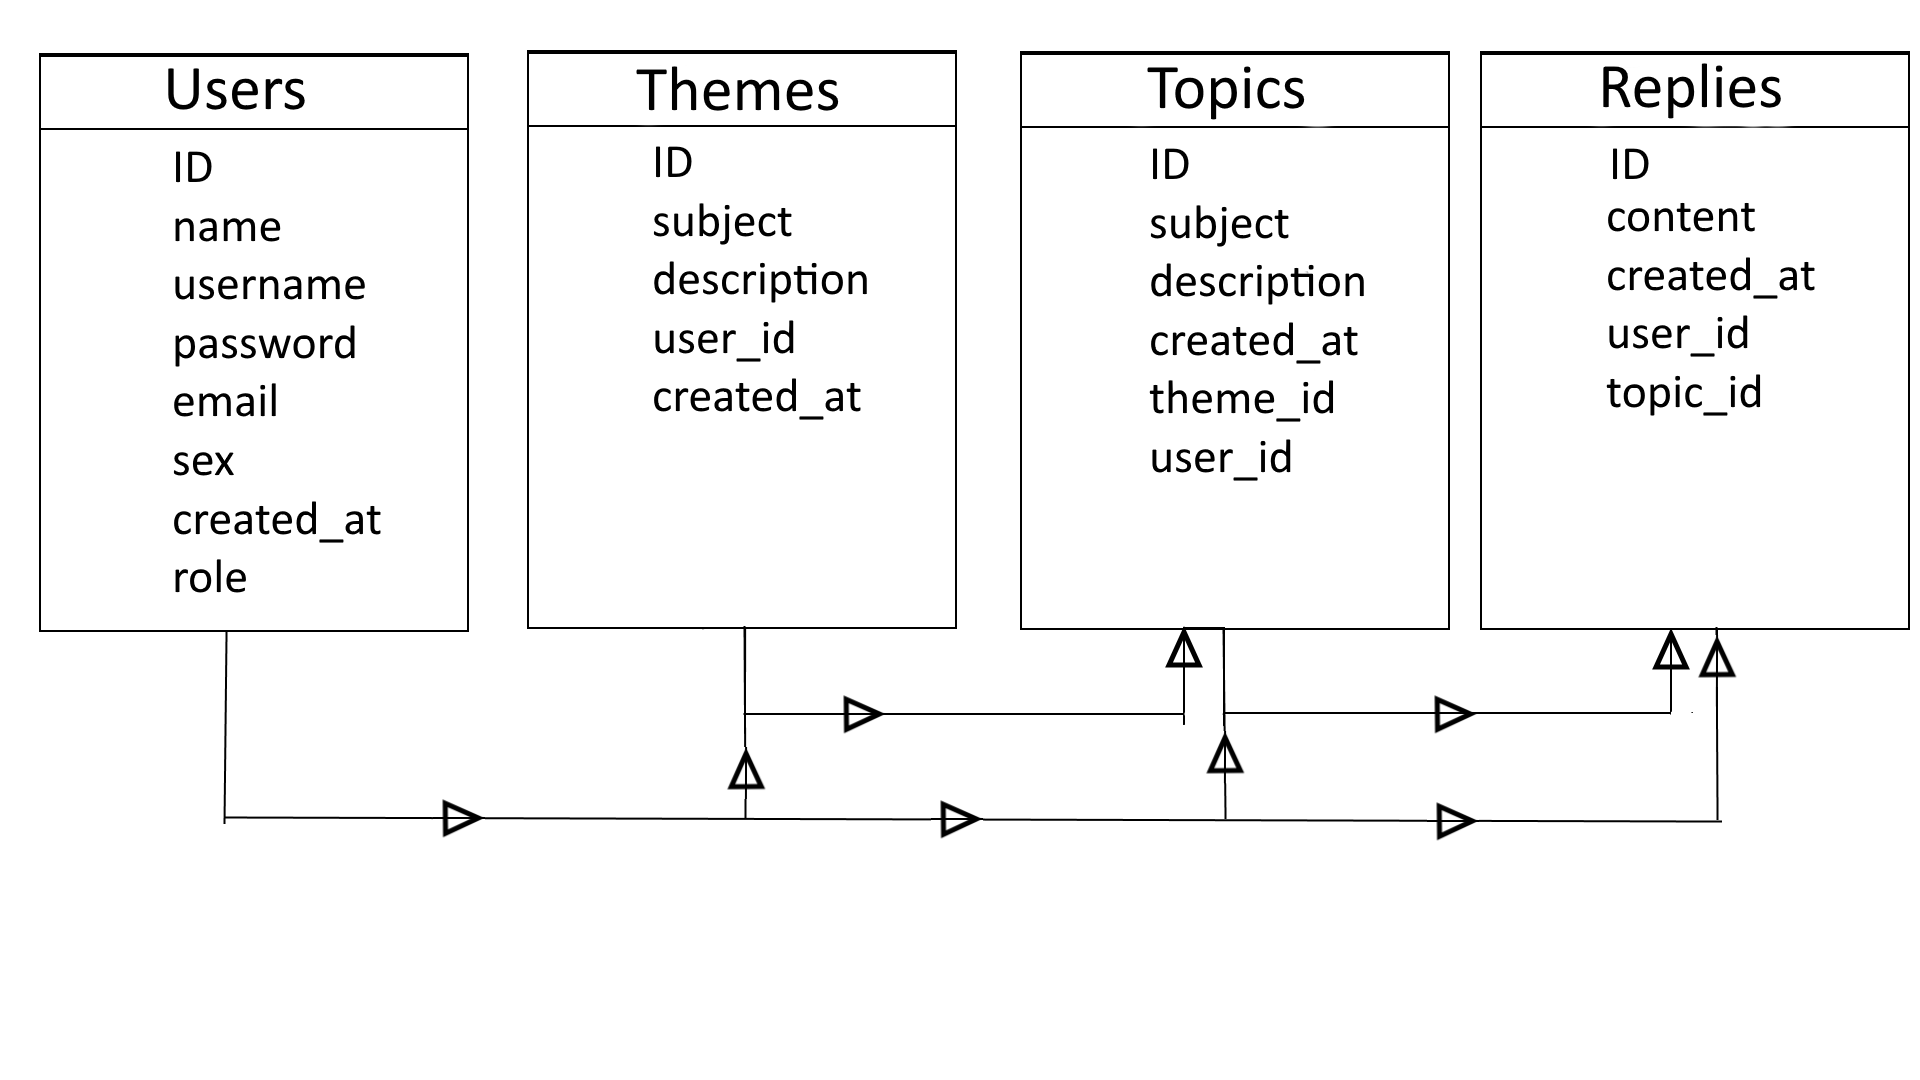 Users
ID
name
username
password
email
sex
created_at
role
Themes
ID
subject
description
user_id
created_at
Topics
ID
subject
description
created_at
theme_id
user_id
Replies
ID
content
created_at
user_id
topic_id